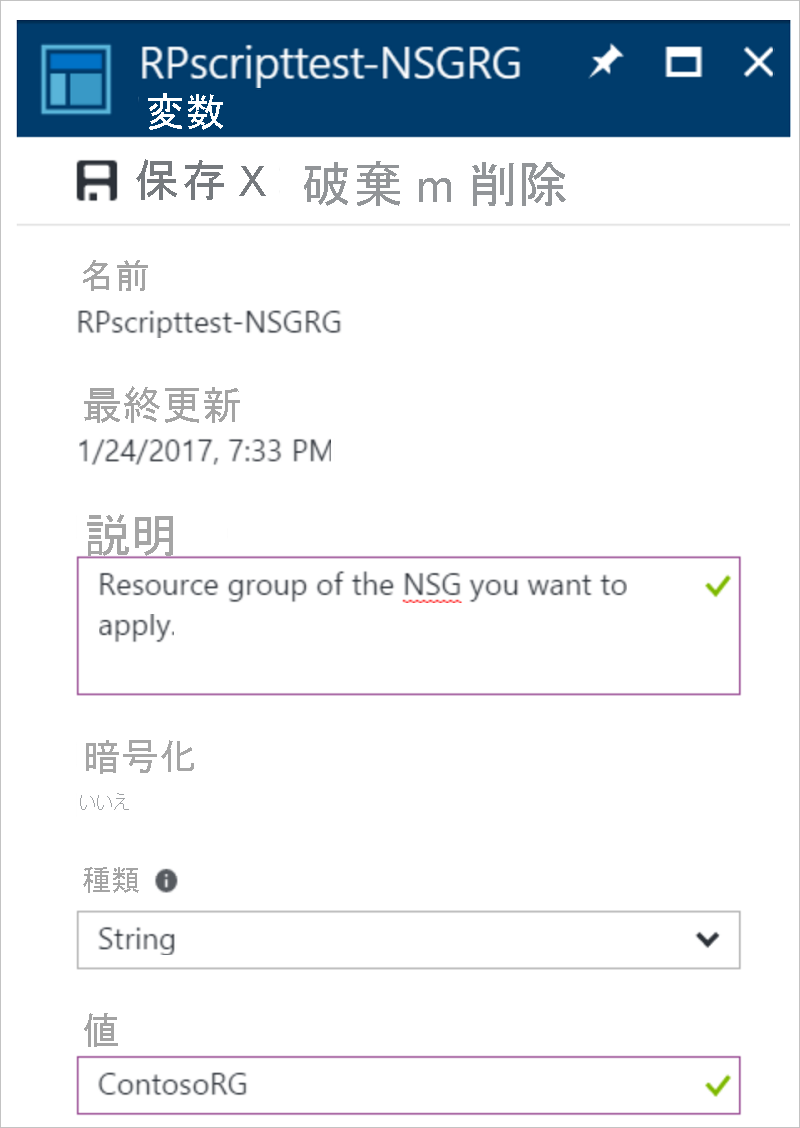 RPscripttest-NSGRG
変数
保存 X 破棄 m 削除
名前
RPscripttest-NSGRG
最終更新
1/24/2017, 7:33 PM
説明
Resource group of the NSG you want to
apply.
暗号化
いいえ
種類
String
値
ContosoRG